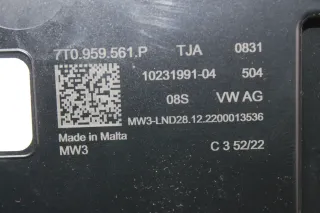 7T0.959.561.P TJA 0831
10231991-04 504
08S VW AG
MW3-LND28.12.2200013536
Made in Malta
MW3 C 3 52/22